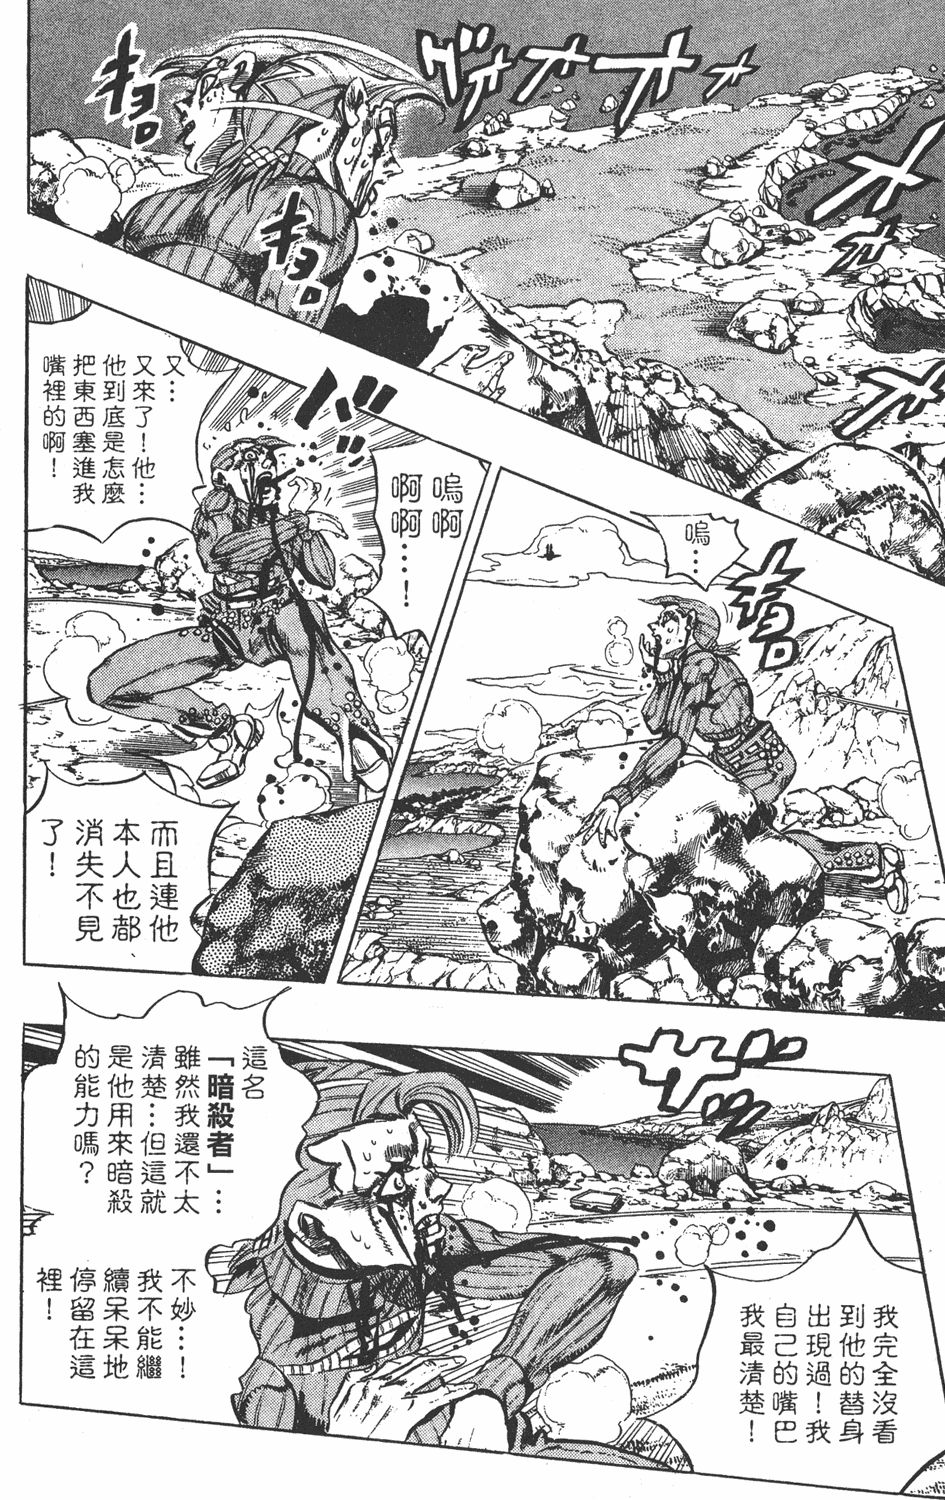 グオオオオ
キョロ
キョロ
メ
オ
メ
オ
キョロ
嗚…
嗚啊
啊啊…！
バッ
又…
又來了！他…
他到底是怎麼
把東西塞進我
嘴裡的啊！
而且連他
本人也都
消失不見
了！
ザッ
我完全沒看
到他的替身
出現過！我
自己的嘴巴
我最清楚！
這名
「暗殺者」…
雖然我還不太
清楚…但這就
是他用來暗殺
的能力嗎？
不妙…！
我不能繼
續呆呆地
停留在這
裡！